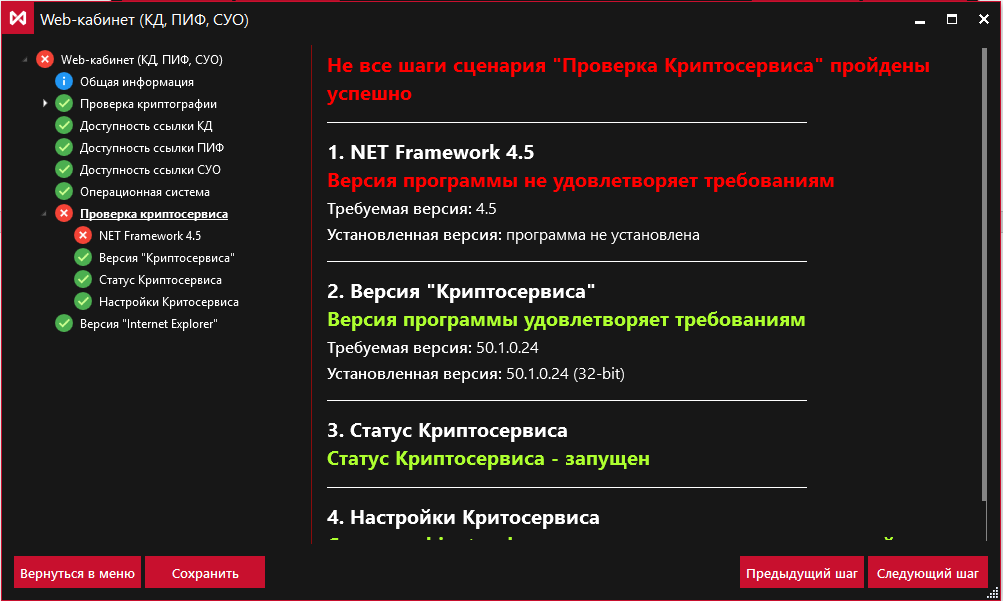 Web-кабинет (КД, ПИФ, СУО)
Web-кабинет (КД, ПИФ, СУО)
Общая информация
Проверка криптографии
Доступность ссылки КД
Доступность ссылки ПИФ
Доступность ссылки СУО
Операционная система
Проверка криптосервиса
NET Framework 4.5
Версия "Криптосервиса"
Статус Криптосервиса
Настройки Критосервиса
Версия "Internet Explorer"
Не все шаги сценария "Проверка Криптосервиса" пройдены
успешно
1. NET Framework 4.5
Версия программы не удовлетворяет требованиям
Требуемая версия: 4.5
Установленная версия: программа не установлена
2. Версия "Криптосервиса"
Версия программы удовлетворяет требованиям
Требуемая версия: 50.1.0.24
Установленная версия: 50.1.0.24 (32-bit)
3. Статус Криптосервиса
Статус Криптосервиса - запущен
4. Настройки Критосервиса
Вернуться в меню
Сохранить
Предыдущий шаг
Следующий шаг